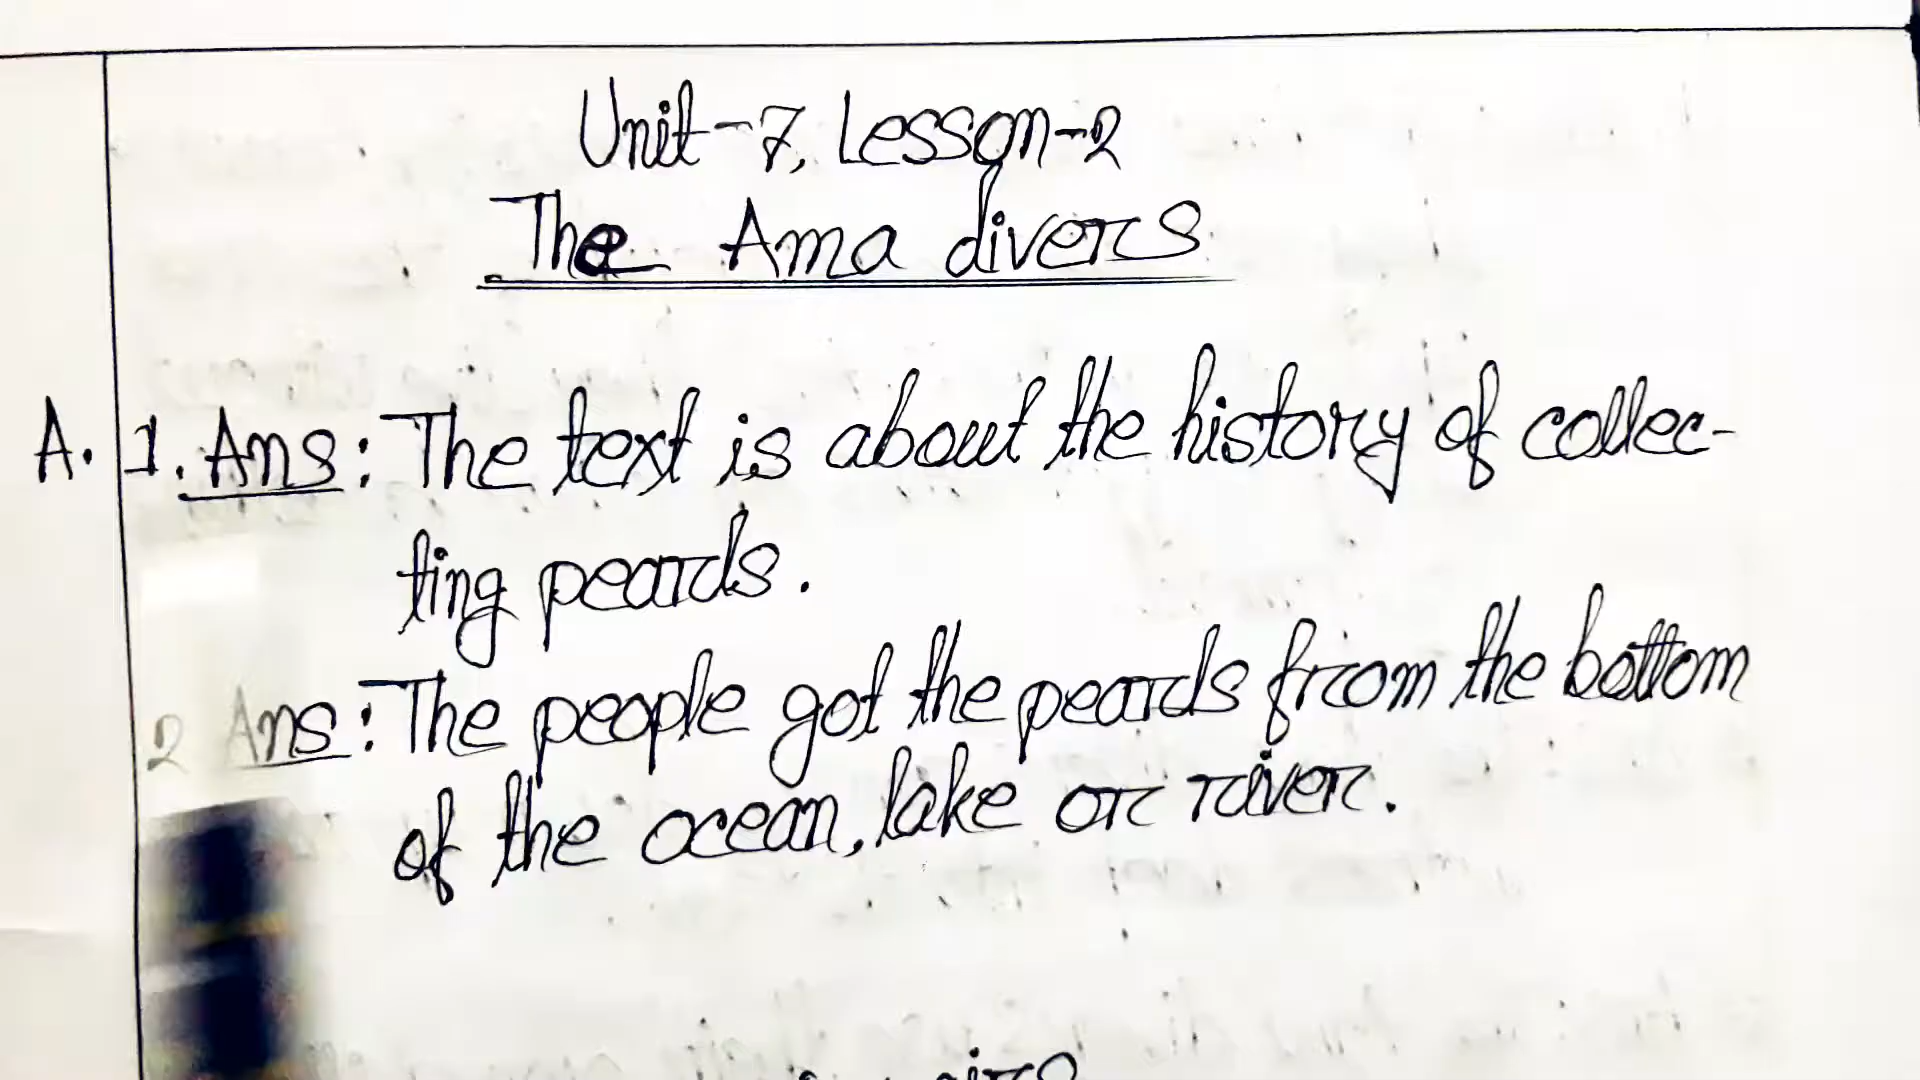 Unit-7, Lesson-2
The Ama divers
A. 1. Ans: The text is about the history of collec-
ting pearls.
2 Ans: The people got the pearls from the bottom
of the ocean, lake or river.